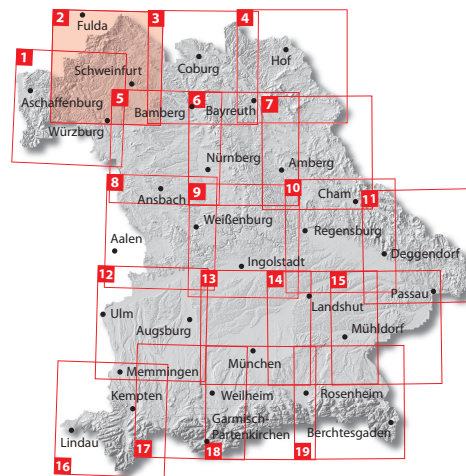 2
Fulda
3
4
Hof
1
Coburg
Schweinfurt
Aschaffenburg
5
Bamberg
6
Bayreuth
7
Würzburg
Nürnberg
Amberg
8
Ansbach
9
10
Cham
11
Weißenburg
Regensburg
Aalen
Deggendorf
Ingolstadt
12
13
14
15
Passau
Ulm
Landshut
Augsburg
Mühldorf
München
Memmingen
Kempten
Weilheim
Rosenheim
Garmisch-
Partenkirchen
Berchtesgaden
Lindau
16
17
18
19